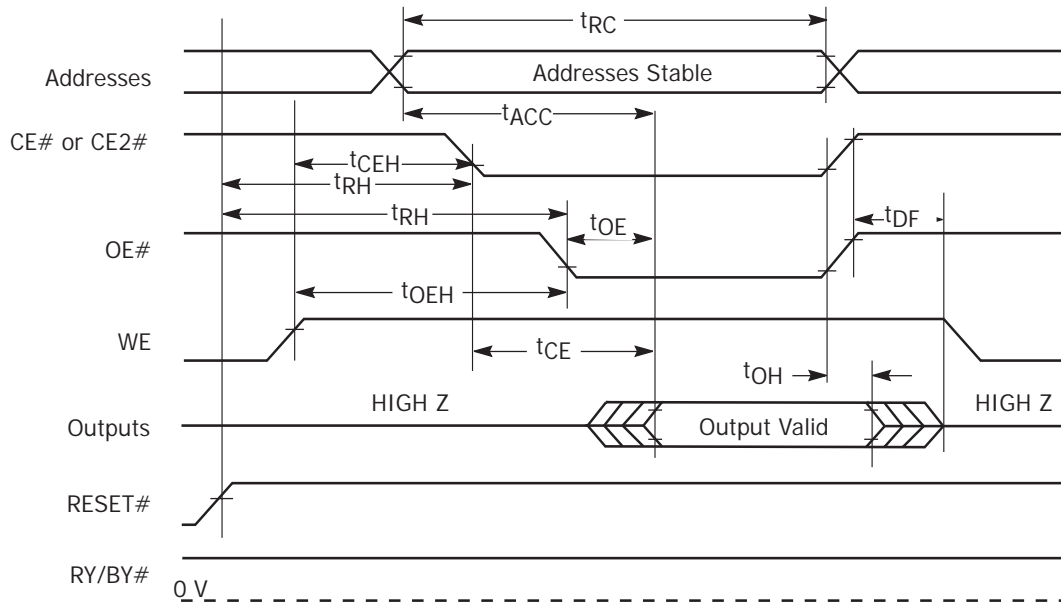 tRC
Addresses
Addresses Stable
tACC
CE# or CE2#
tCEH
tRH
tRH
tOE
tDF
OE#
tOEH
WE
tCE
tOH
HIGH Z
HIGH Z
Outputs
Output Valid
RESET#
RY/BY#
0 V